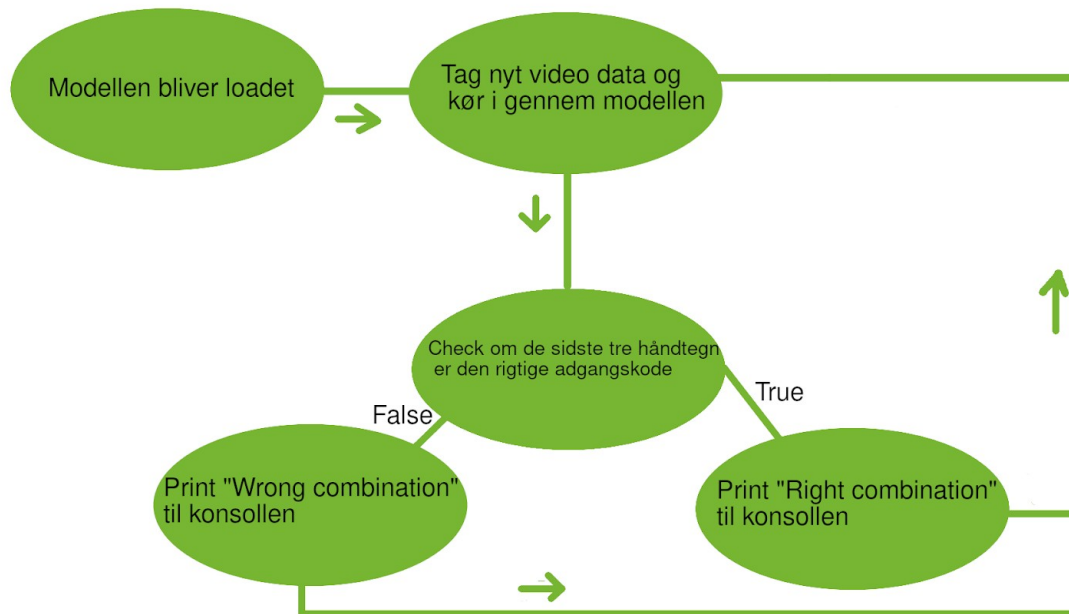 Modellen bliver loadet
Tag nyt video data og
kør i gennem modellen
Check om de sidste tre håndtegn
er den rigtige adgangskode
False
True
Print "Wrong combination"
til konsollen
Print "Right combination"
til konsollen